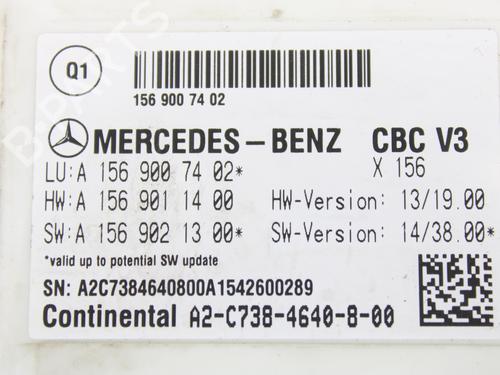 Q1
156 900 74 02
MERCEDES-BENZ CBC V3
LU:A 156 900 74 02* X 156
HW:A 156 901 14 00 HW-Version: 13/19.00
SW:A 156 902 13 00* SW-Version: 14/38.00*
*valid up to potential SW update
SN: A2C7384640800A1542600289
Continental A2-C738-4640-8-00